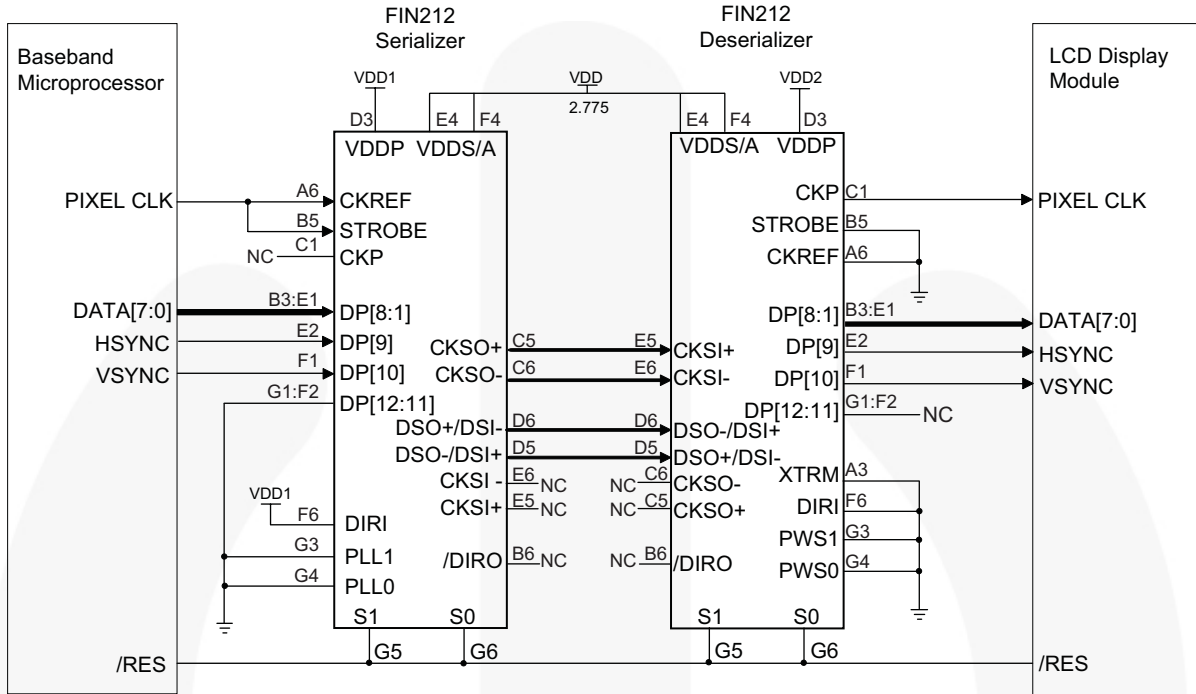 FIN212
Serializer
FIN212
Deserializer
Baseband
Microprocessor
LCD Display
Module
VDD1
VDD
2.775
VDD2
D3
E4
F4
E4
F4
D3
VDDP
VDDS/A
VDDS/A
VDDP
PIXEL CLK
A6
CKREF
B5
STROBE
NC
C1
CKP
DATA[7:0]
B3:E1
DP[8:1]
HSYNC
E2
DP[9]
VSYNC
F1
DP[10]
G1:F2
DP[12:11]
VDD1
F6
DIRI
G3
PLL1
G4
PLL0
CKSO+
C5
CKSO-
C6
DSO+/DSI-
D6
DSO-/DSI+
D5
CKSI -
E6
NC
CKSI+
E5
NC
/DIRO
B6
NC
S1
S0
G5
G6
/RES
E5
CKSI+
E6
CKSI-
D6
DSO-/DSI+
D5
DSO+/DSI-
NC
C6
CKSO-
NC
C5
CKSO+
NC
B6
/DIRO
CKP
C1
PIXEL CLK
STROBE
B5
CKREF
A6
DP[8:1]
B3:E1
DATA[7:0]
DP[9]
E2
HSYNC
DP[10]
F1
VSYNC
DP[12:11]
G1:F2
NC
XTRM
A3
DIRI
F6
PWS1
G3
PWS0
G4
S1
S0
G5
G6
/RES